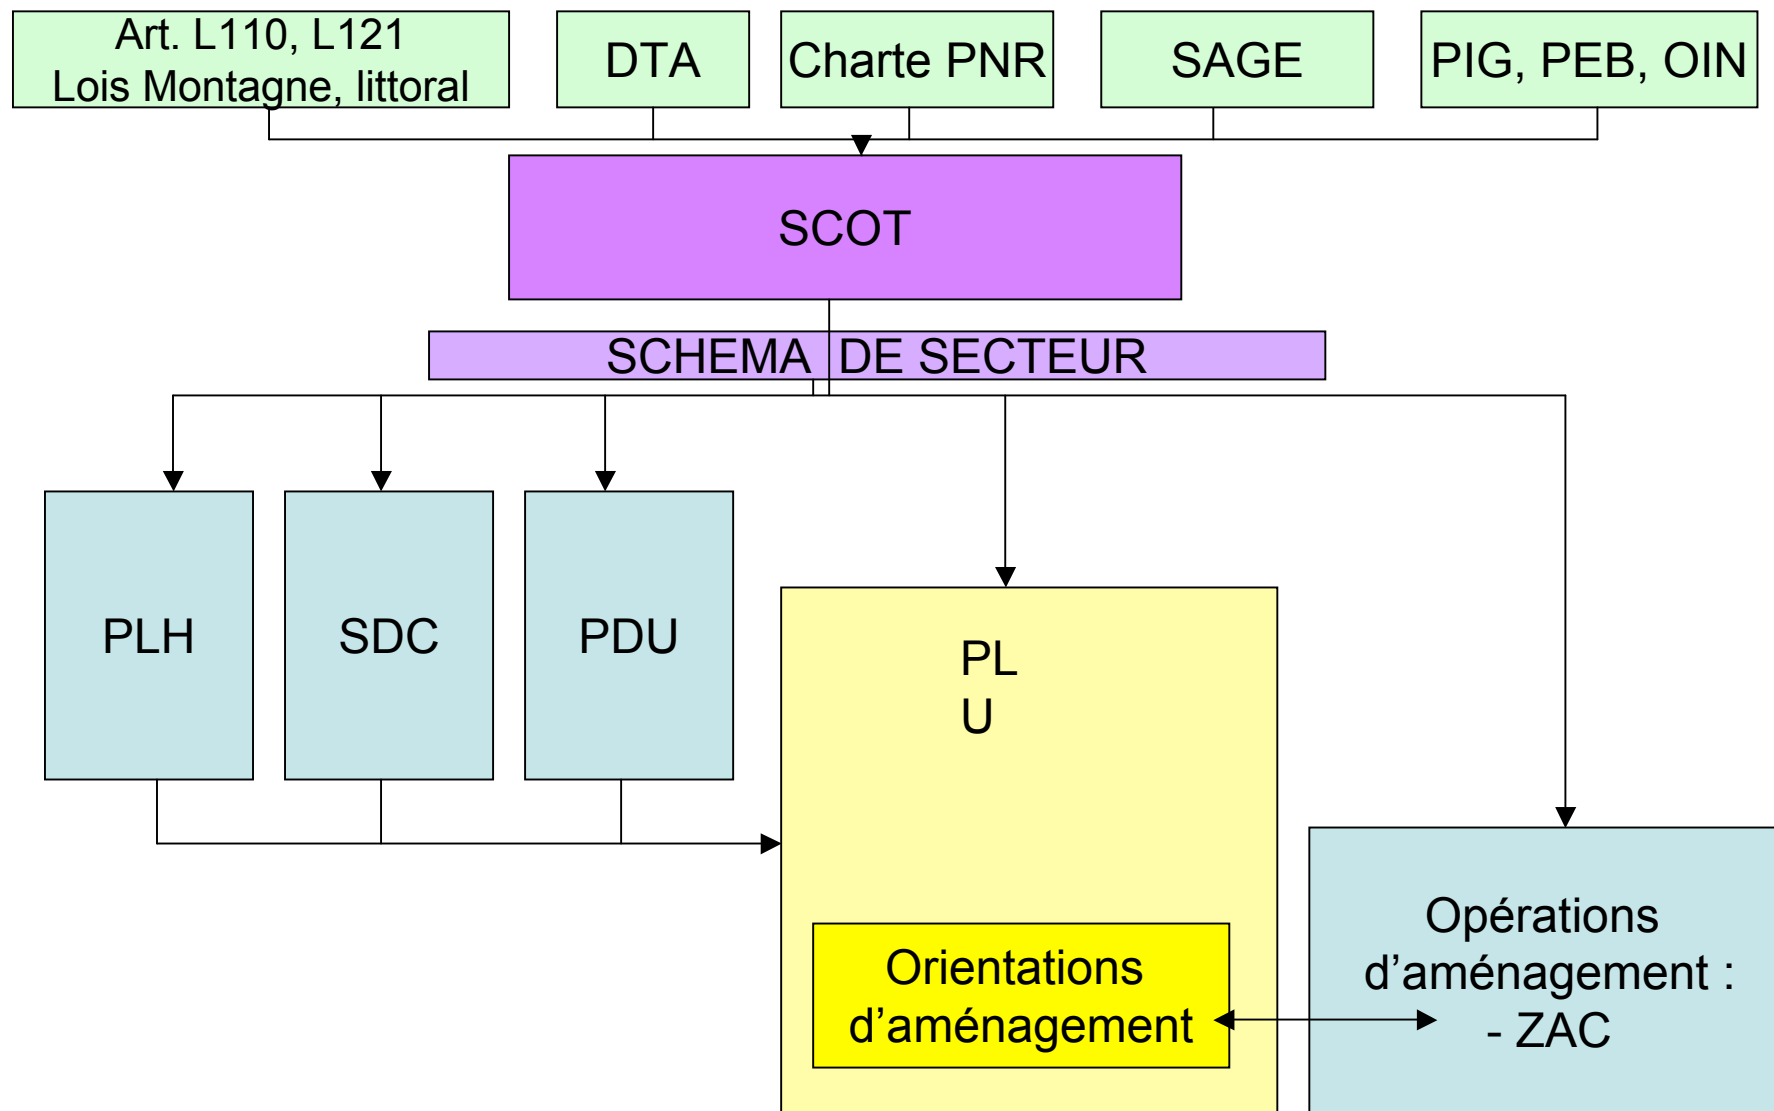 Art. L110, L121
Lois Montagne, littoral
DTA
Charte PNR
SAGE
PIG, PEB, OIN
SCOT
SCHEMA DE SECTEUR
PLH
SDC
PDU
PL
U
Orientations
d’aménagement
Opérations
d’aménagement :
- ZAC